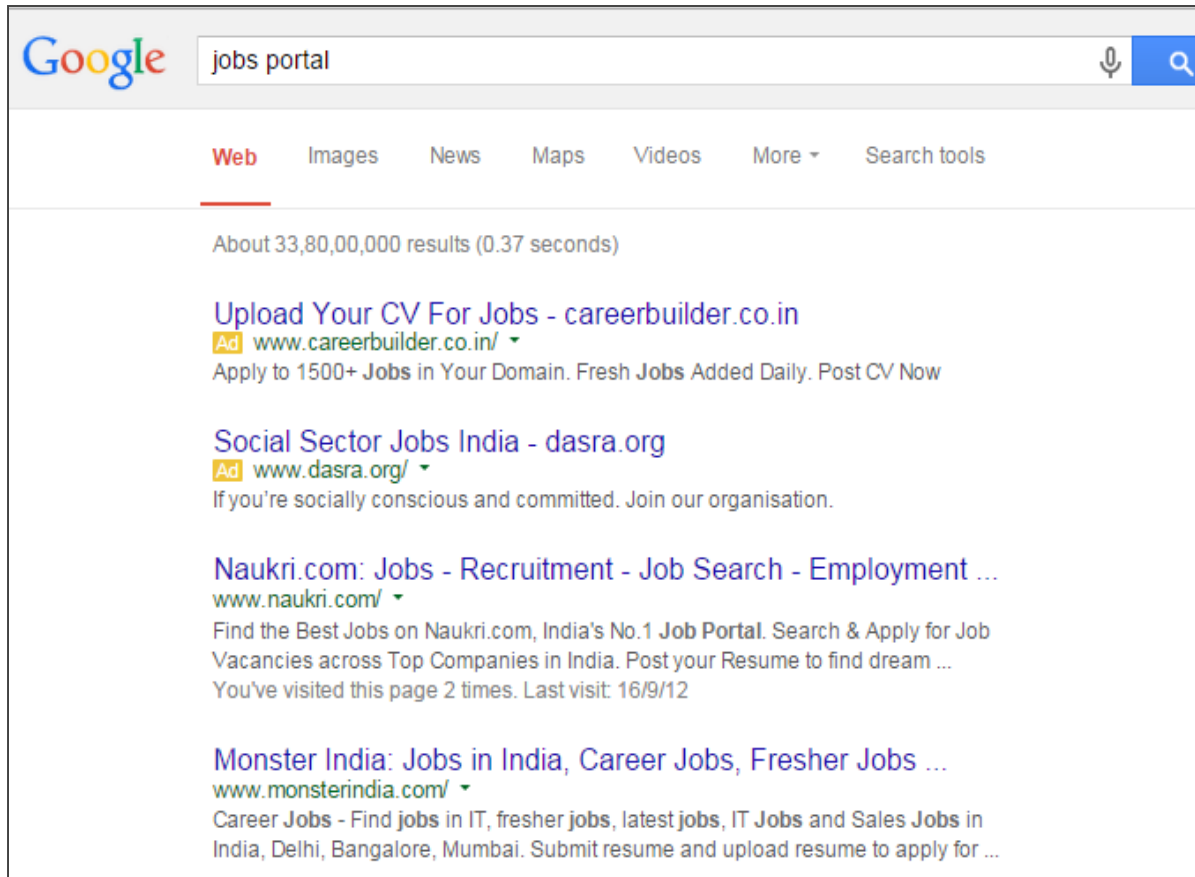 Google jobs portal
Web Images News Maps Videos More Search tools
About 33,80,00,000 results (0.37 seconds)
Upload Your CV For Jobs - careerbuilder.co.in
Ad www.careerbuilder.co.in/
Apply to 1500+ Jobs in Your Domain. Fresh Jobs Added Daily. Post CV Now
Social Sector Jobs India - dasra.org
Ad www.dasra.org/
If you're socially conscious and committed. Join our organisation.
Naukri.com: Jobs - Recruitment - Job Search - Employment ...
www.naukri.com/
Find the Best Jobs on Naukri.com, India's No.1 Job Portal. Search & Apply for Job
Vacancies across Top Companies in India. Post your Resume to find dream ...
You've visited this page 2 times. Last visit: 16/9/12
Monster India: Jobs in India, Career Jobs, Fresher Jobs ...
www.monsterindia.com/
Career Jobs - Find jobs in IT, fresher jobs, latest jobs, IT Jobs and Sales Jobs in
India, Delhi, Bangalore, Mumbai. Submit resume and upload resume to apply for ...